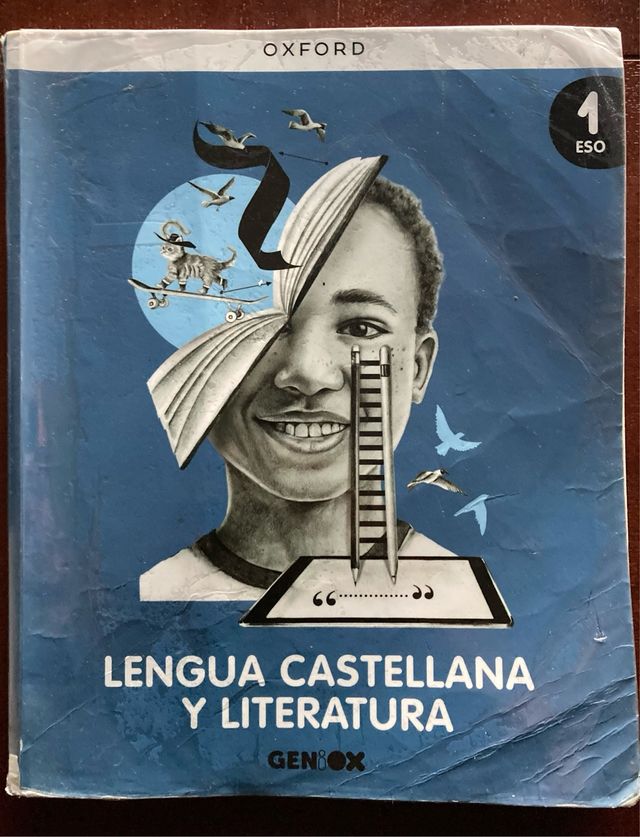 OXFORD
1
ESO
“...............”
LENGUA CASTELLANA
Y LITERATURA
GENiOX